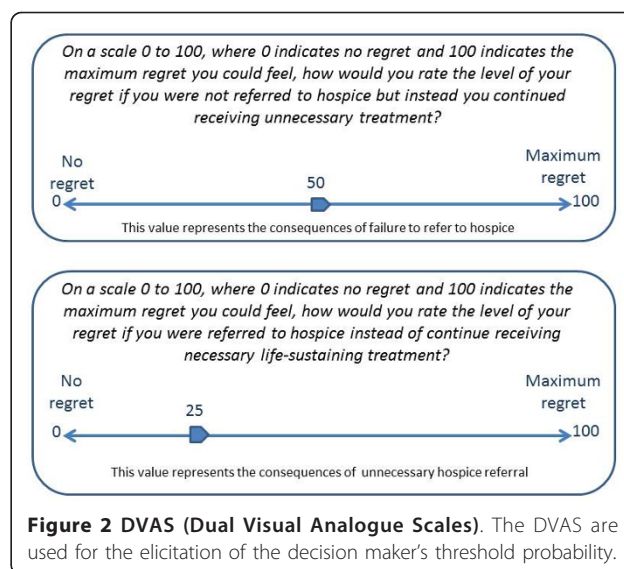 On a scale 0 to 100, where 0 indicates no regret and 100 indicates the
maximum regret you could feel, how would you rate the level of your
regret if you were not referred to hospice but instead you continued
receiving unnecessary treatment?
No
regret
Maximum
regret
50
0
100
This value represents the consequences of failure to refer to hospice
On a scale 0 to 100, where 0 indicates no regret and 100 indicates the
maximum regret you could feel, how would you rate the level of your
regret if you were referred to hospice instead of continue receiving
necessary life-sustaining treatment?
No
regret
Maximum
regret
25
0
100
This value represents the consequences of unnecessary hospice referral
Figure 2 DVAS (Dual Visual Analogue Scales). The DVAS are
used for the elicitation of the decision maker's threshold probability.